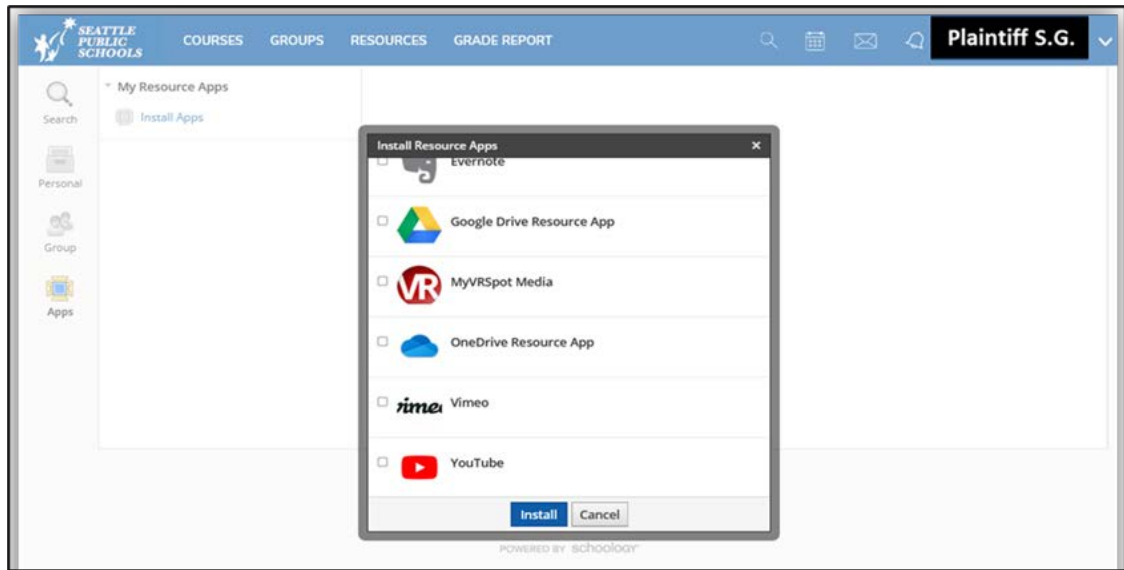 SEATTLE
PUBLIC
SCHOOLS
COURSES GROUPS RESOURCES GRADE REPORT
Plaintiff S.G.
Search
Personal
Group
Apps
My Resource Apps
Install Apps
Install Resource Apps
Evernote
Google Drive Resource App
VR MyVRSpot Media
OneDrive Resource App
vimeo Vimeo
YouTube
Install Cancel
POWERED BY schoology